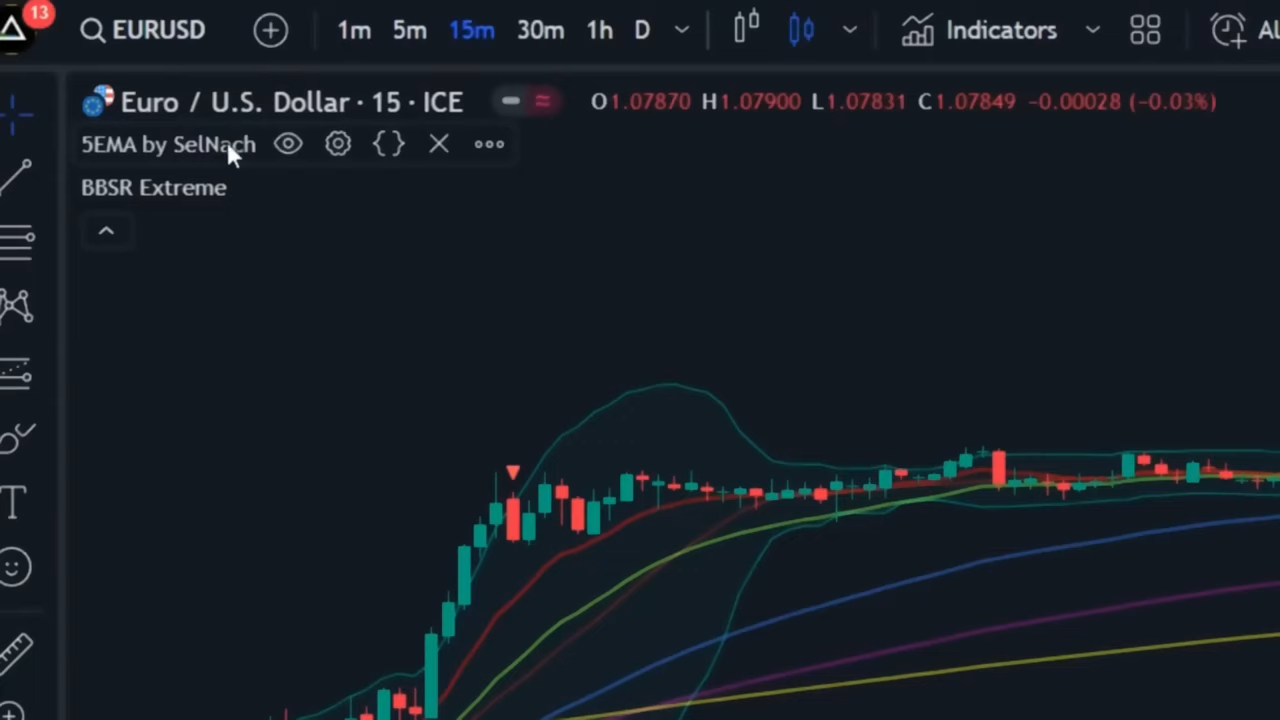 13
EURUSD 1m 5m 15m 30m 1h D Indicators
Euro / U.S. Dollar · 15 · ICE O1.07870 H1.07900 L1.07831 C1.07849 -0.00028 (-0.03%)
5EMA by SelNach
BBSR Extreme